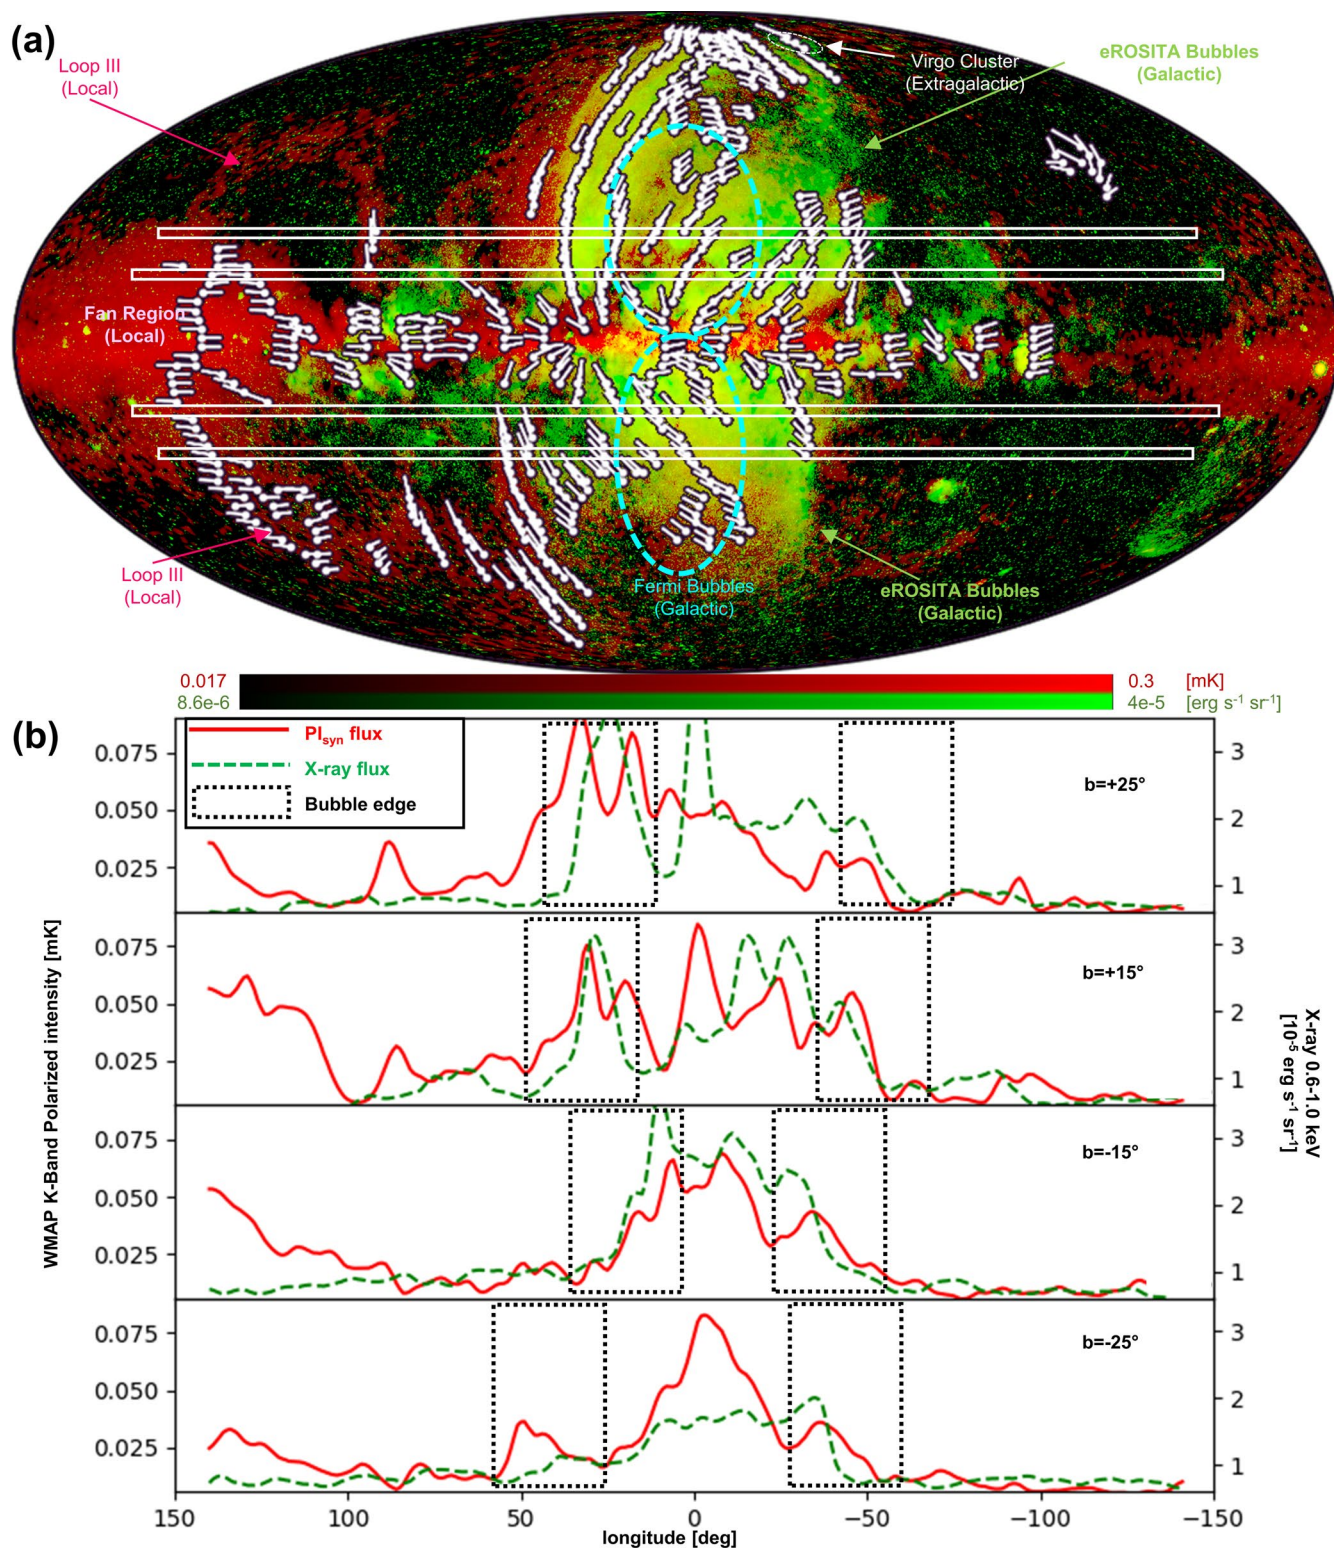 (a)
Loop III
(Local)
Virgo Cluster
(Extragalactic)
eROSITA Bubbles
(Galactic)
Fan Region
(Local)
Loop III
(Local)
Fermi Bubbles
(Galactic)
eROSITA Bubbles
(Galactic)
0.017
0.3 [mK]
8.6e-6
4e-5 [erg s⁻¹ sr⁻¹]
(b)
PIsyn flux
X-ray flux
Bubble edge
b=+25°
0.075
0.050
0.025
3
2
1
b=+15°
0.075
0.050
0.025
3
2
1
b=-15°
0.075
0.050
0.025
3
2
1
b=-25°
0.075
0.050
0.025
3
2
1
WMAP K-Band Polarized intensity [mK]
X-ray 0.6-1.0 keV
[10⁻⁵ erg s⁻¹ sr⁻¹]
150 100 50 0 −50 −100 −150
longitude [deg]